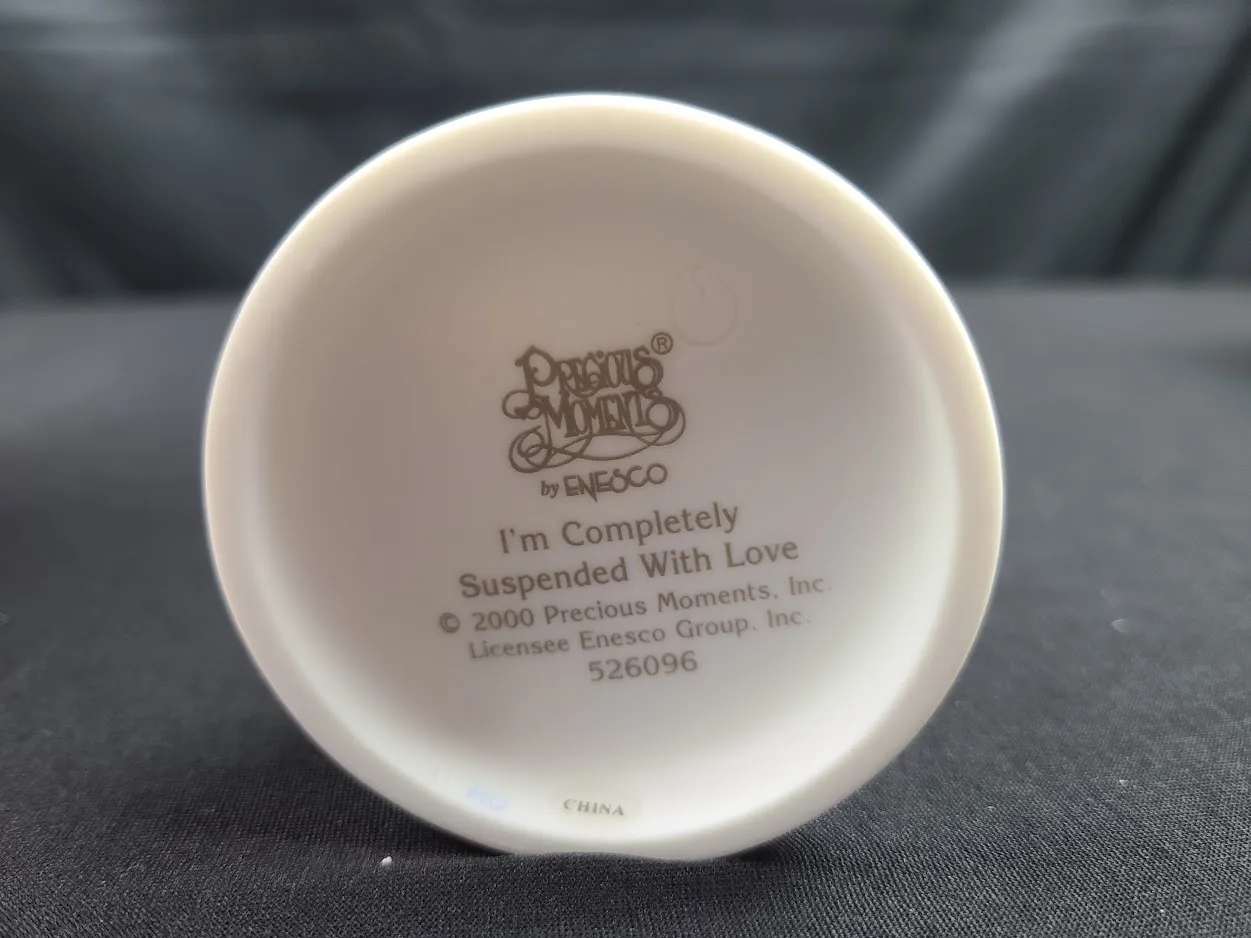 PRECIOUS ®
MOMENTS
by ENESCO
I'm Completely
Suspended With Love
© 2000 Precious Moments, Inc.
Licensee Enesco Group, Inc.
526096
CHINA